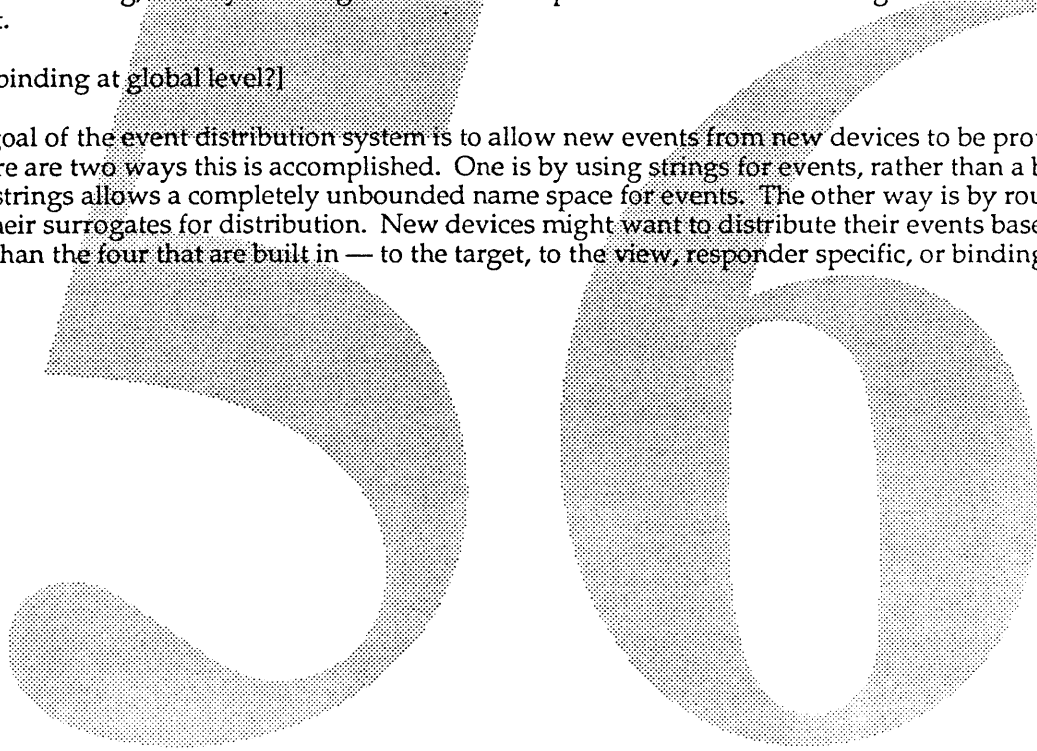 t.
binding at global level?]
goal of the event distribution system is to allow new events from new devices to be pro
re are two ways this is accomplished. One is by using strings for events, rather than a b
strings allows a completely unbounded name space for events. The other way is by rou
heir surrogates for distribution. New devices might want to distribute their events base
than the four that are built in — to the target, to the view, responder specific, or binding
56